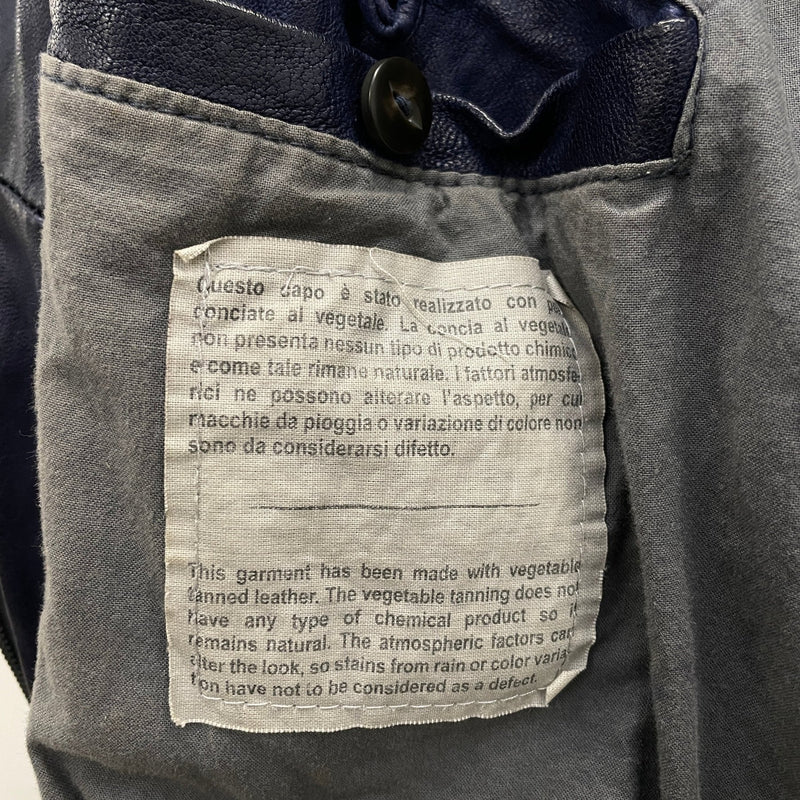 Questo capo è stato realizzato con
conciate al vegetale. La concia al vegetale
non presenta nessun tipo di prodotto chimico
e come tale rimane naturale. I fattori atmosfe-
rici ne possono alterare l'aspetto, per cui
macchie da pioggia o variazione di colore non
sono da considerarsi difetto.
This garment has been made with vegetable
tanned leather. The vegetable tanning does not
have any type of chemical product so it
remains natural. The atmospheric factors can
alter the look, so stains from rain or color varia-
tion have not to be considered as a defect.